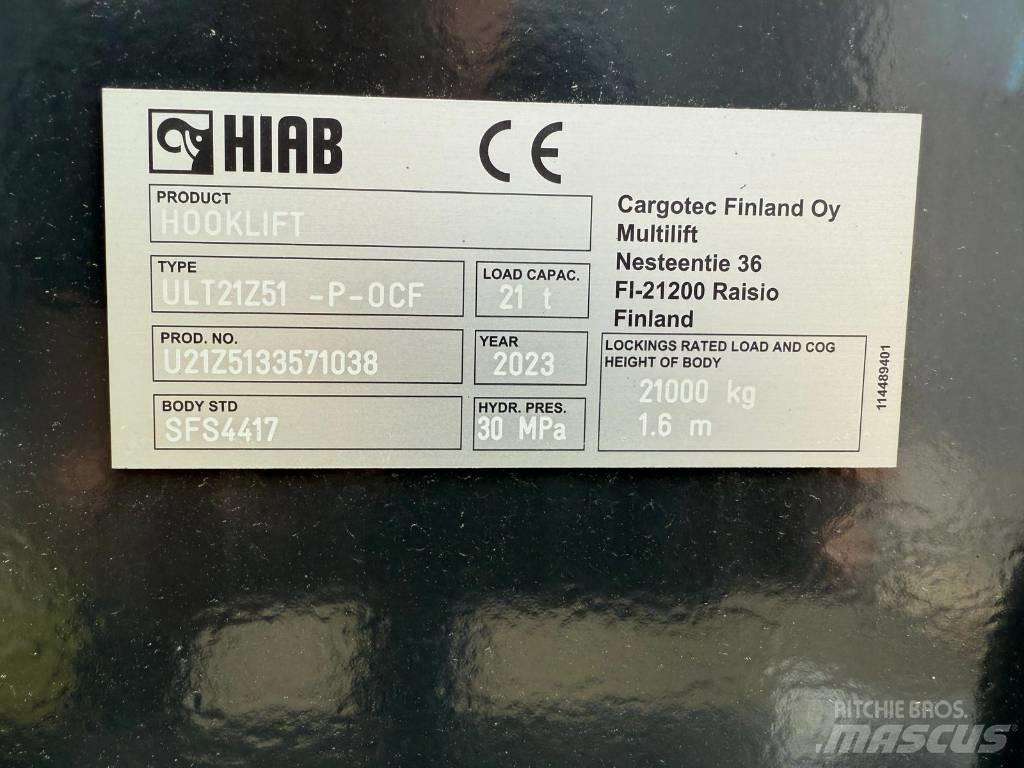 HIAB CE
PRODUCT
HOOKLIFT
TYPE
ULT21Z51 -P-OCF
LOAD CAPAC.
21 t
PROD. NO.
U21Z5133571038
YEAR
2023
BODY STD
SFS4417
HYDR. PRES.
30 MPa
Cargotec Finland Oy
Multilift
Nesteentie 36
FI-21200 Raisio
Finland
LOCKINGS RATED LOAD AND COG
HEIGHT OF BODY
21000 kg
1.6 m
114489401
RITCHIE BROS.
MASCUS